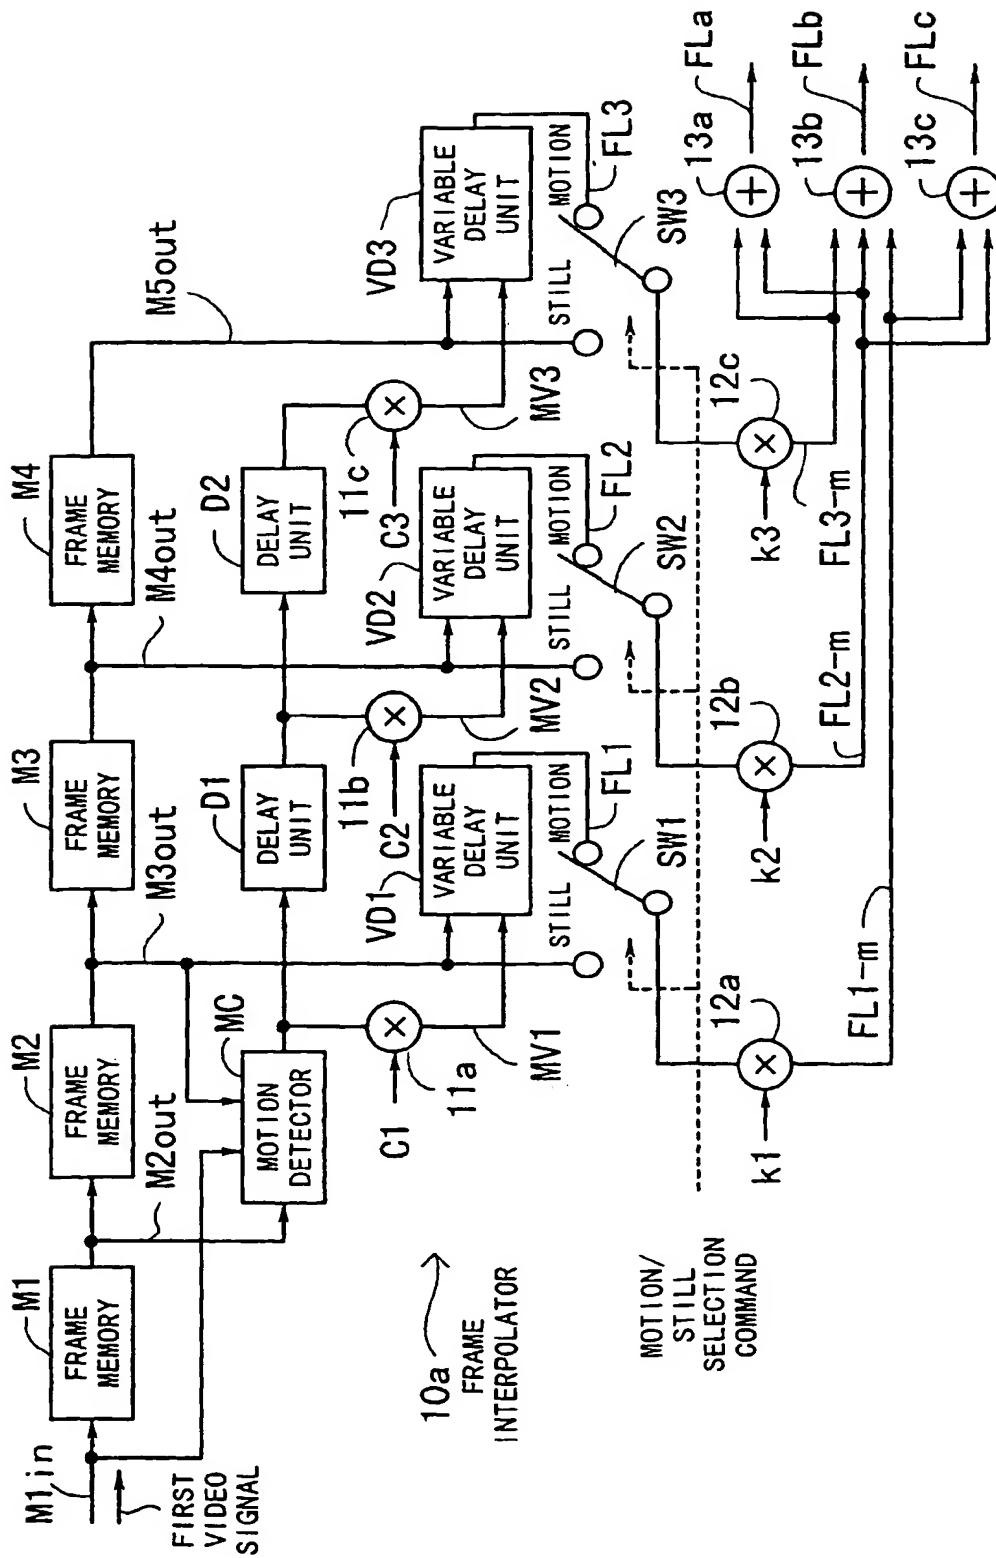 M1in
FIRST
VIDEO
SIGNAL
M1
FRAME
MEMORY
M2out
M2
FRAME
MEMORY
M3out
M3
FRAME
MEMORY
M4out
M4
FRAME
MEMORY
M5out
MC
MOTION
DETECTOR
D1
DELAY
UNIT
D2
DELAY
UNIT
C1
11a
MV1
C2
11b
MV2
C3
11c
MV3
VD1
VARIABLE
DELAY
UNIT
VD2
VARIABLE
DELAY
UNIT
VD3
VARIABLE
DELAY
UNIT
10a
FRAME
INTERPOLATOR
STILL
MOTION
FL1
SW1
STILL
MOTION
FL2
SW2
STILL
MOTION
FL3
SW3
MOTION/
STILL
SELECTION
COMMAND
k1
12a
FL1-m
k2
12b
FL2-m
k3
12c
FL3-m
13a
FLa
13b
FLb
13c
FLc